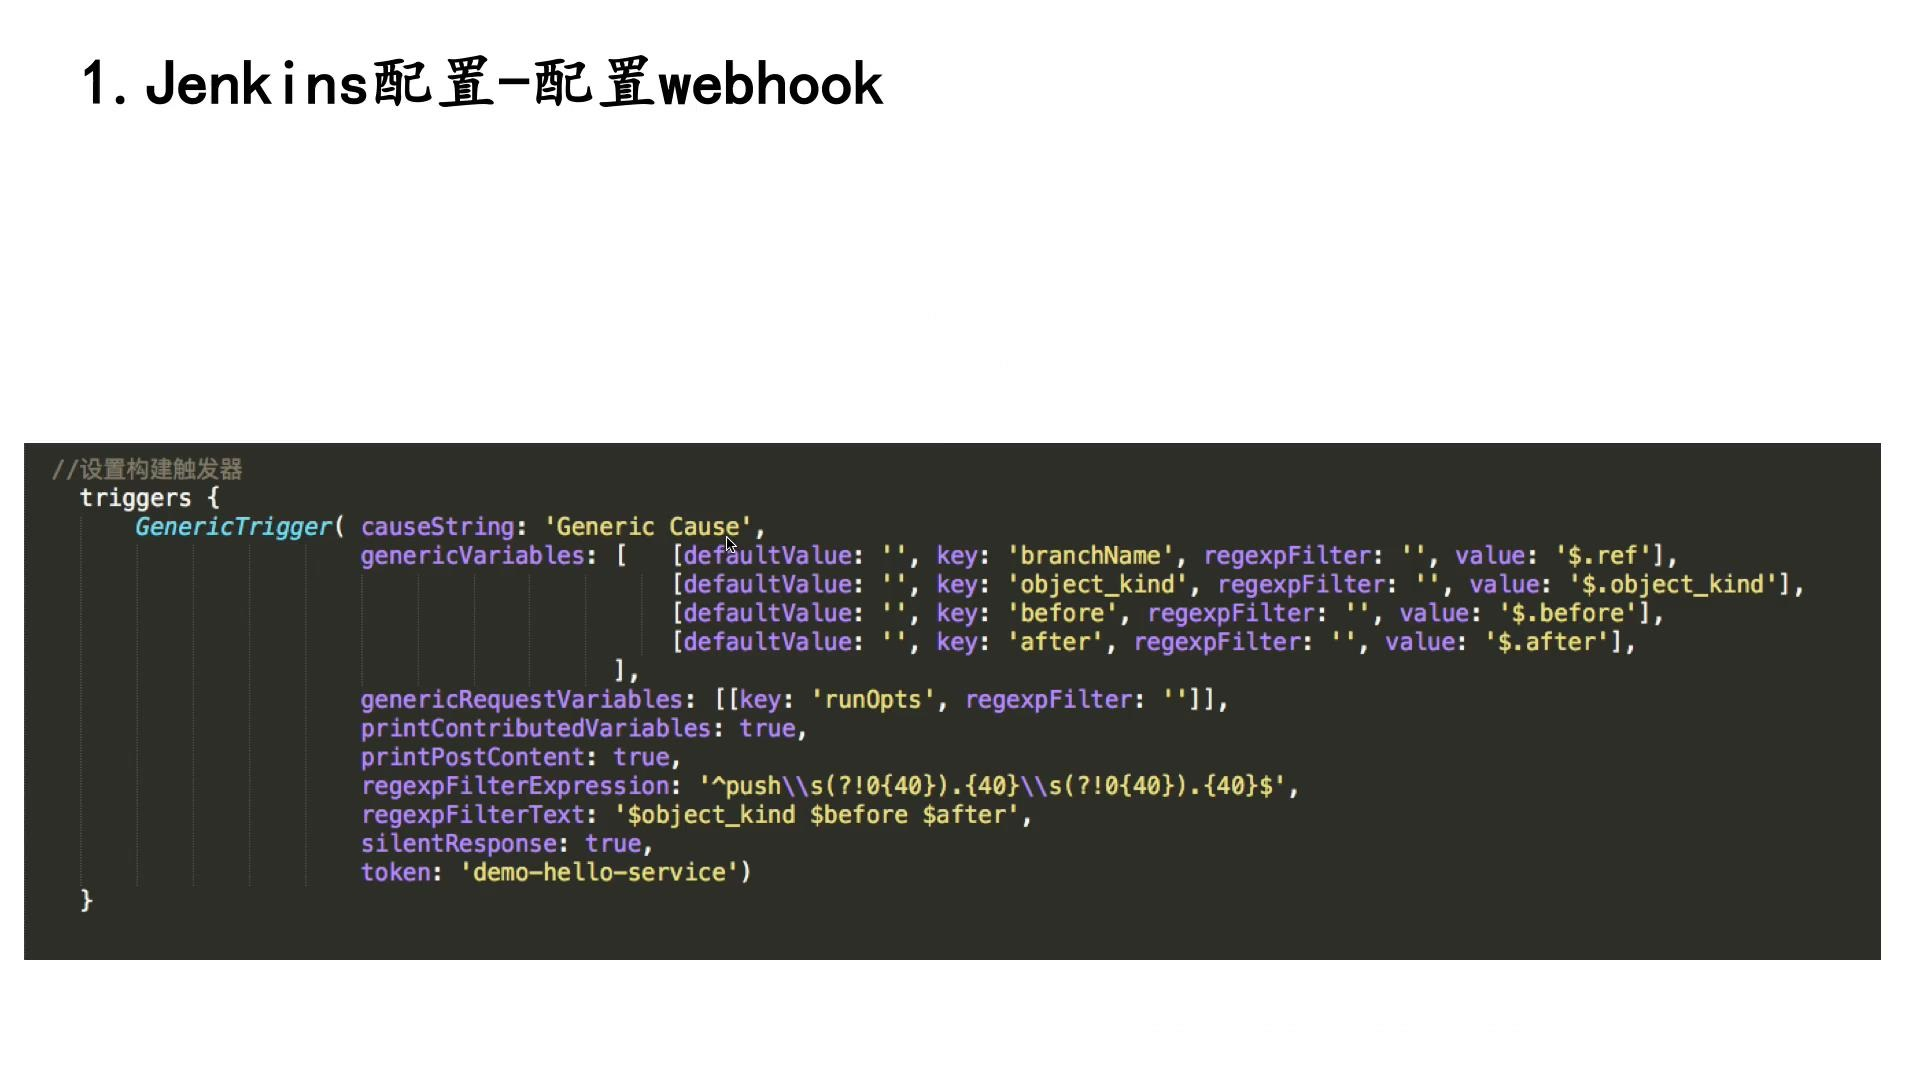 1.Jenkins配置-配置webhook
//设置构建触发器
triggers {
GenericTrigger( causeString: 'Generic Cause',
genericVariables: [   [defaultValue: '', key: 'branchName', regexpFilter: '', value: '$.ref'],
[defaultValue: '', key: 'object_kind', regexpFilter: '', value: '$.object_kind'],
[defaultValue: '', key: 'before', regexpFilter: '', value: '$.before'],
[defaultValue: '', key: 'after', regexpFilter: '', value: '$.after'],
],
genericRequestVariables: [[key: 'runOpts', regexpFilter: '']],
printContributedVariables: true,
printPostContent: true,
regexpFilterExpression: '^push\\s(?!0{40}).{40}\\s(?!0{40}).{40}$',
regexpFilterText: '$object_kind $before $after',
silentResponse: true,
token: 'demo-hello-service')
}